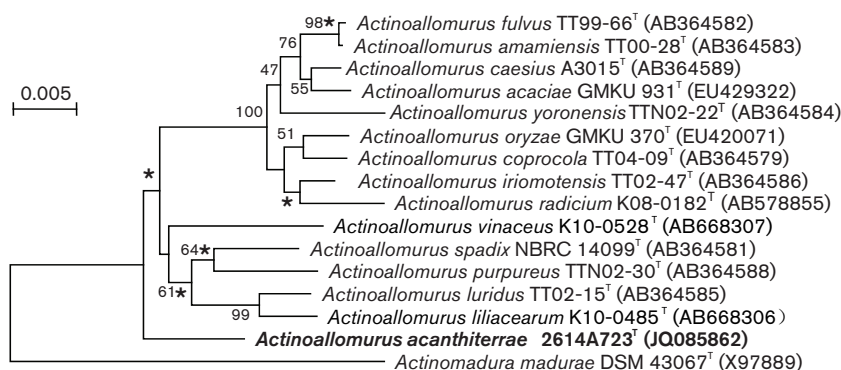 98* Actinoallomurus fulvus TT99-66ᵀ (AB364582)
76 Actinoallomurus amamiensis TT00-28ᵀ (AB364583)
47 Actinoallomurus caesius A3015ᵀ (AB364589)
0.005 55 Actinoallomurus acaciae GMKU 931ᵀ (EU429322)
100 Actinoallomurus yoronensis TTN02-22ᵀ (AB364584)
51 Actinoallomurus oryzae GMKU 370ᵀ (EU420071)
Actinoallomurus coprocola TT04-09ᵀ (AB364579)
* Actinoallomurus iriomotensis TT02-47ᵀ (AB364586)
* Actinoallomurus radicium K08-0182ᵀ (AB578855)
Actinoallomurus vinaceus K10-0528ᵀ (AB668307)
64* Actinoallomurus spadix NBRC 14099ᵀ (AB364581)
Actinoallomurus purpureus TTN02-30ᵀ (AB364588)
61* Actinoallomurus luridus TT02-15ᵀ (AB364585)
99 Actinoallomurus liliacearum K10-0485ᵀ (AB668306)
Actinoallomurus acanthiterrae 2614A723ᵀ (JQ085862)
Actinomadura madurae DSM 43067ᵀ (X97889)